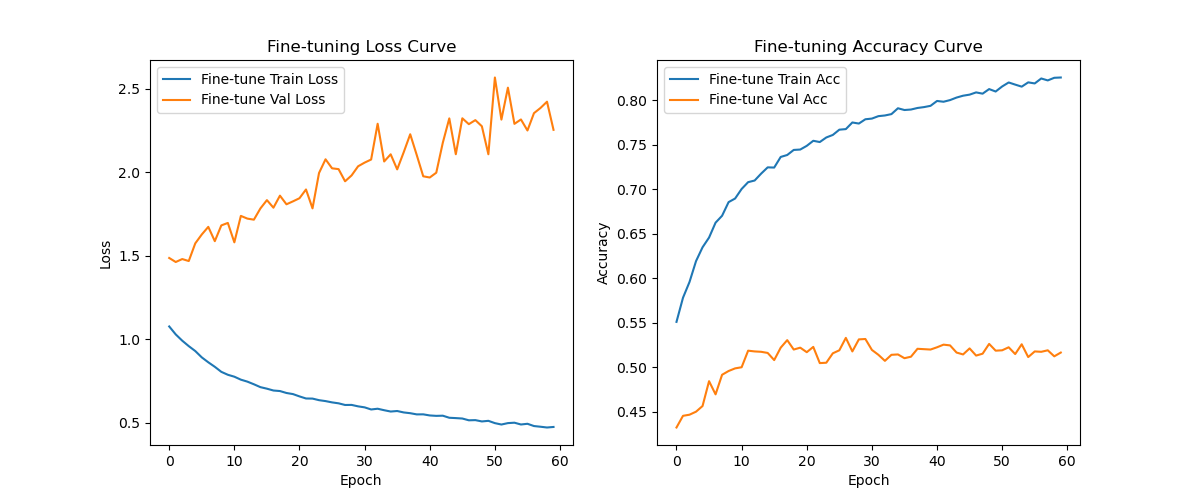 Fine-tuning Loss Curve
Fine-tune Train Loss
Fine-tune Val Loss
Loss
2.5
2.0
1.5
1.0
0.5
0 10 20 30 40 50 60
Epoch
Fine-tuning Accuracy Curve
Fine-tune Train Acc
Fine-tune Val Acc
Accuracy
0.80
0.75
0.70
0.65
0.60
0.55
0.50
0.45
0 10 20 30 40 50 60
Epoch